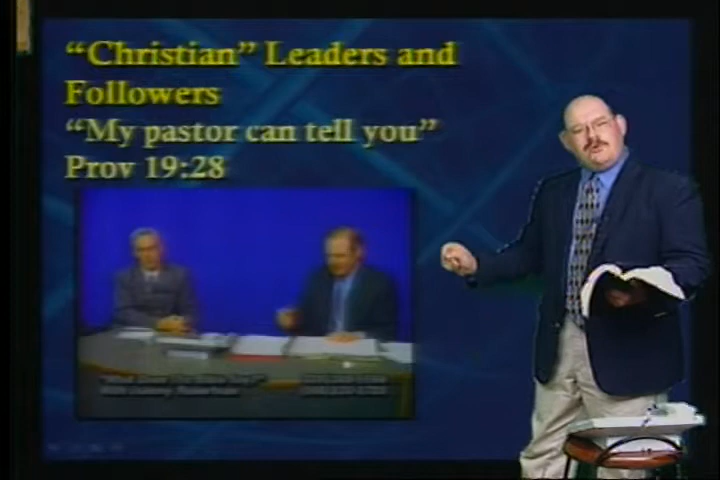 “Christian” Leaders and
Followers
“My pastor can tell you”
Prov 19:28